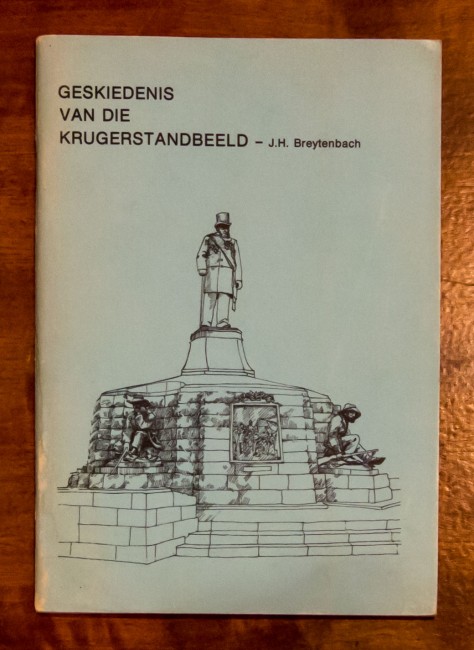 GESKIEDENIS
VAN DIE
KRUGERSTANDBEELD – J.H. Breytenbach